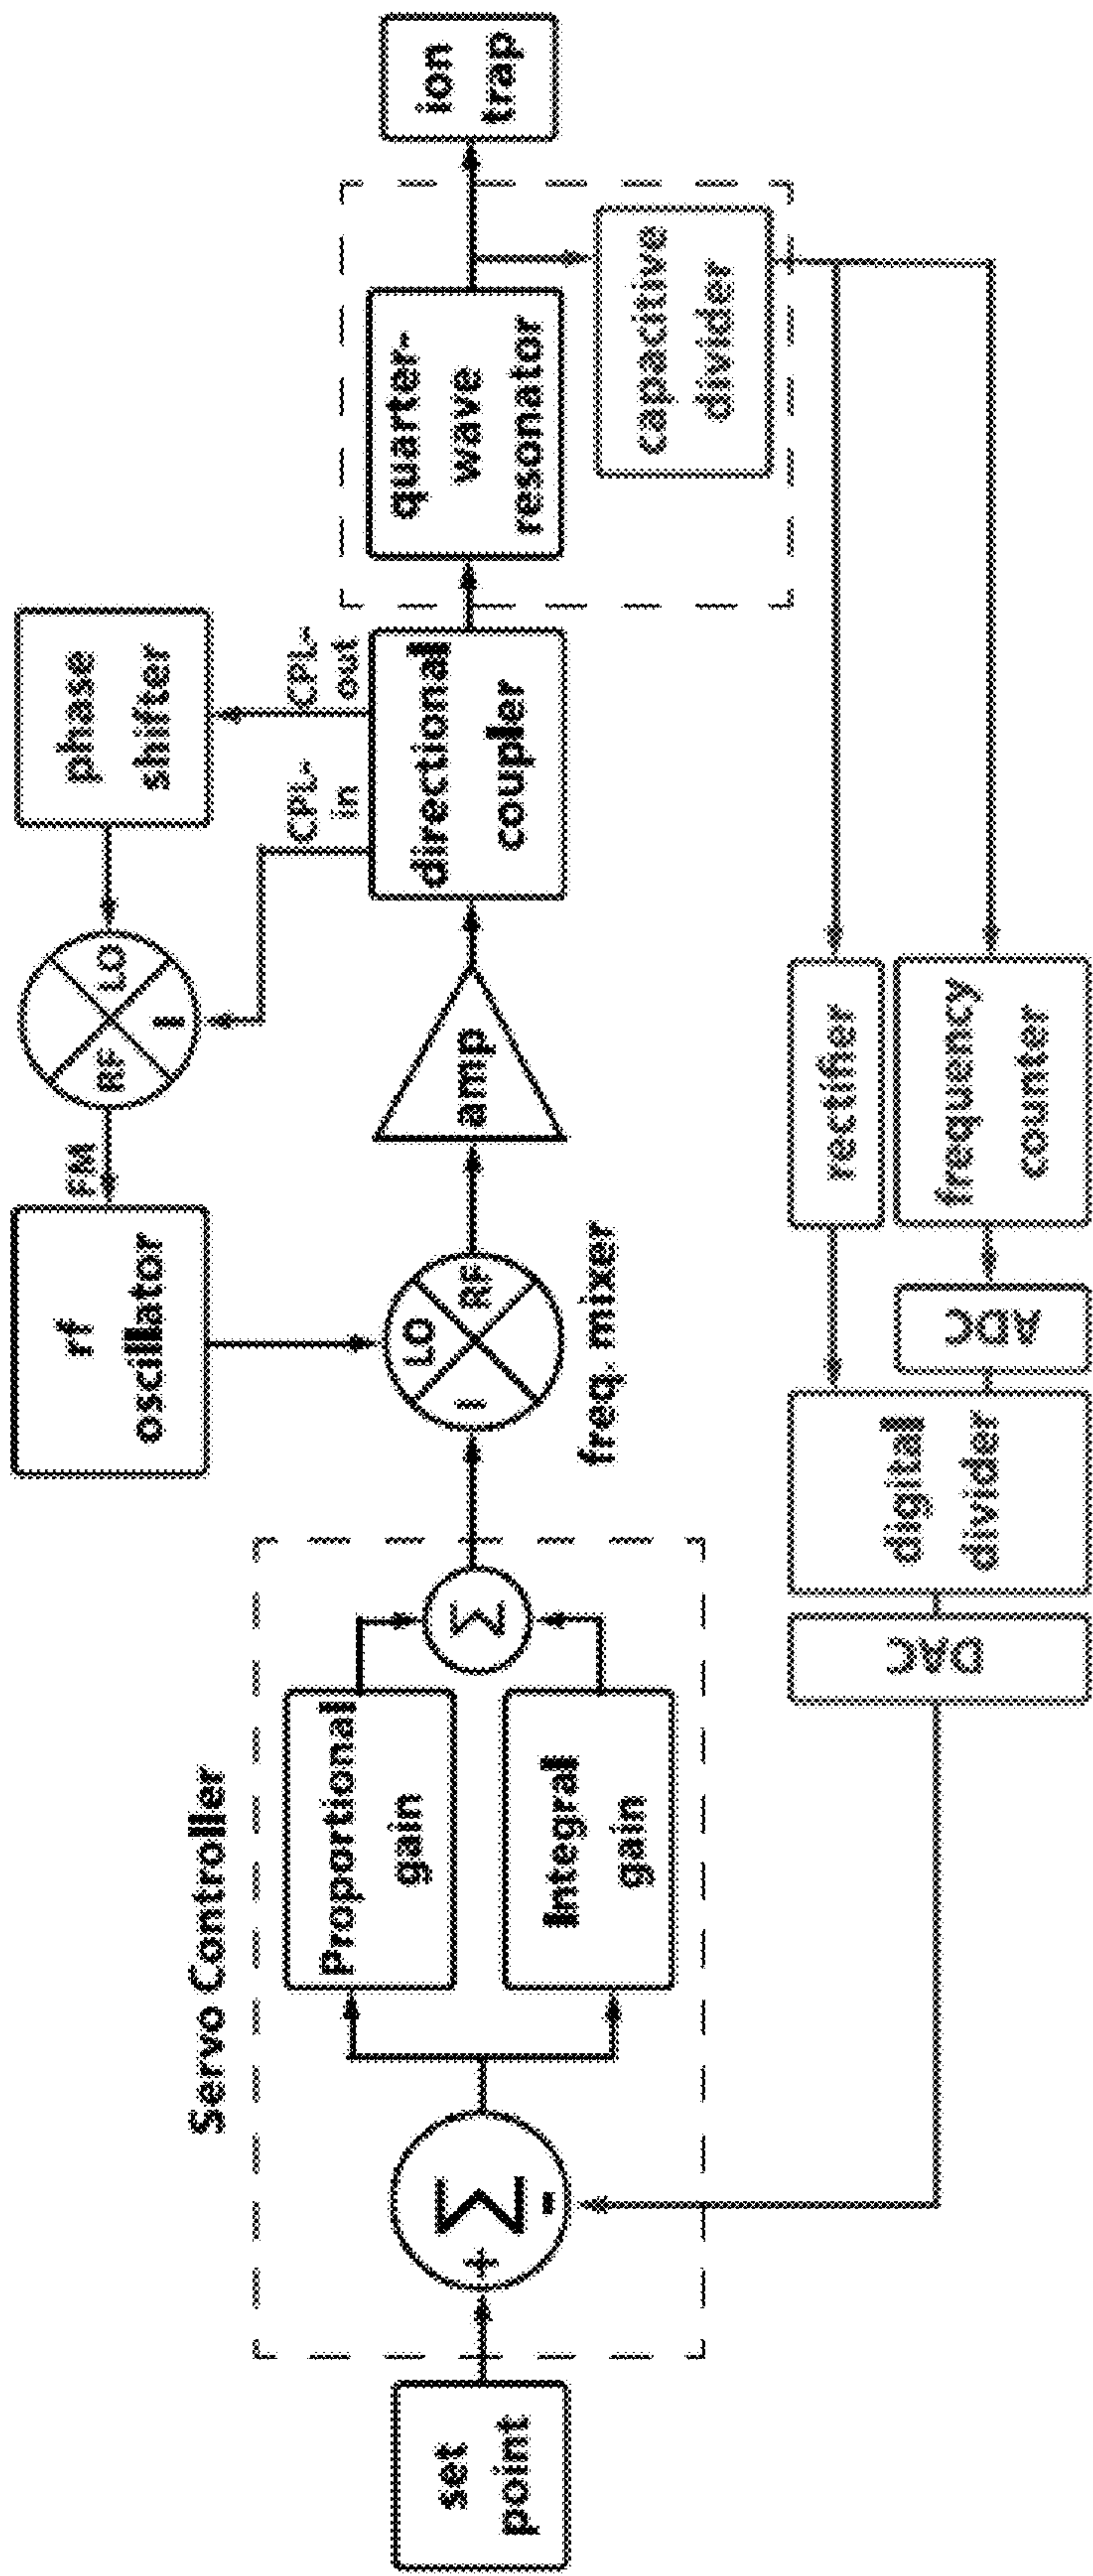 Servo Controller
set
point
+
Σ
-
Proportional
gain
Integral
gain
Σ
rf
oscillator
FM
RF
LO
I
phase
shifter
LO
I
RF
freq. mixer
amp
CPL-
in
CPL-
out
directional
coupler
quarter-
wave
resonator
capacitive
divider
ion
trap
DAC
digital
divider
ADC
rectifier
frequency
counter